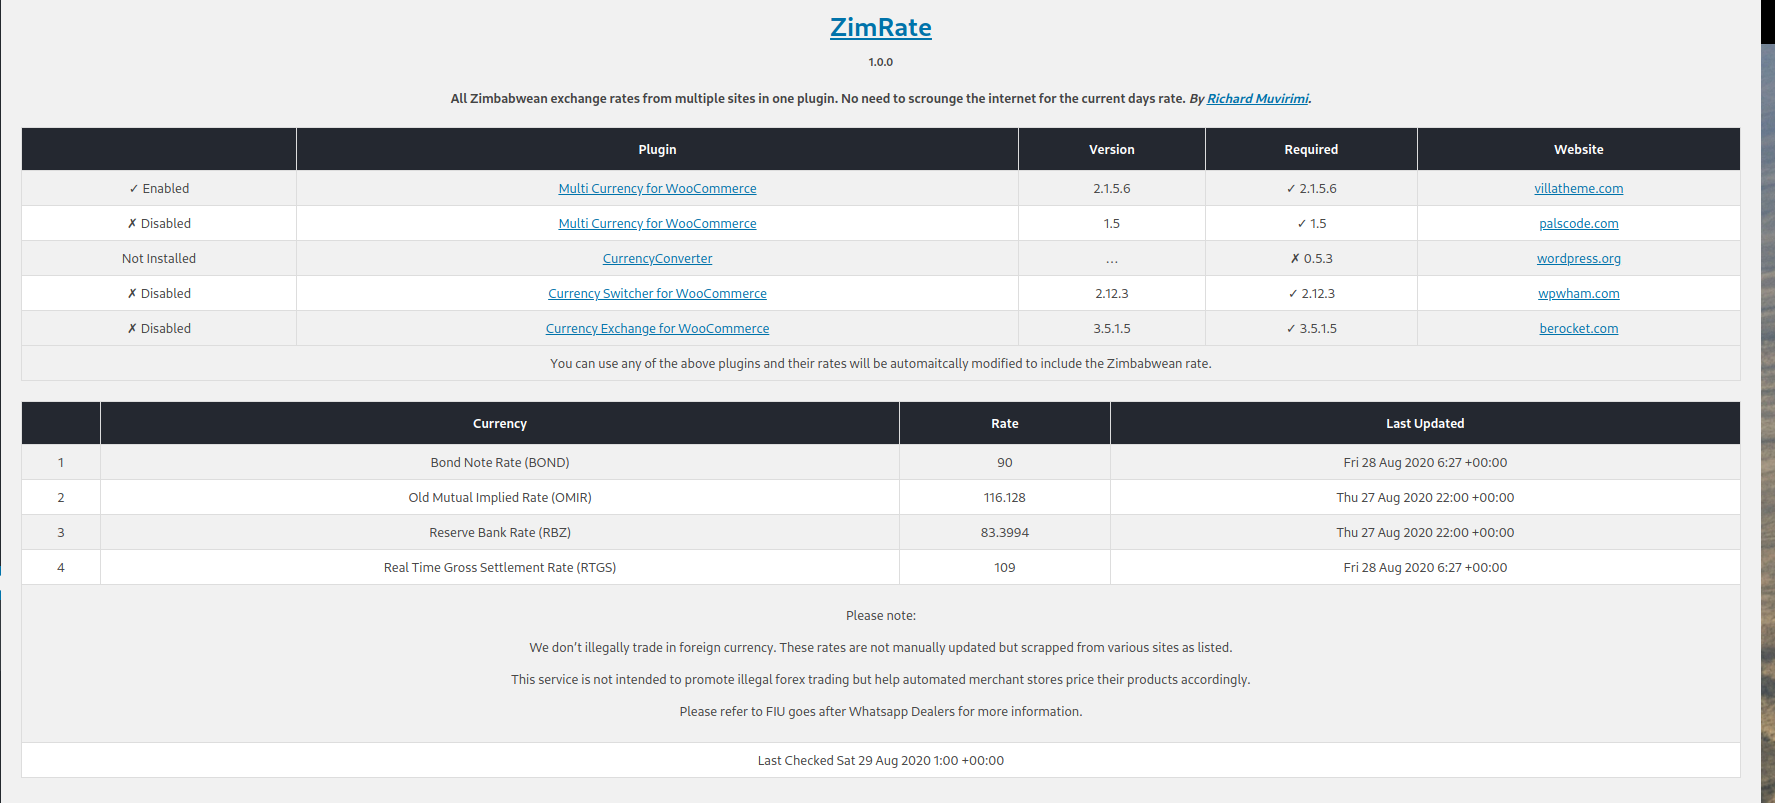 ZimRate
1.0.0
All Zimbabwean exchange rates from multiple sites in one plugin. No need to scrounge the internet for the current days rate. By Richard Muvirimi.
Plugin Version Required Website
✓ Enabled Multi Currency for WooCommerce 2.1.5.6 ✓ 2.1.5.6 villatheme.com
✗ Disabled Multi Currency for WooCommerce 1.5 ✓ 1.5 palscode.com
Not Installed CurrencyConverter ... ✗ 0.5.3 wordpress.org
✗ Disabled Currency Switcher for WooCommerce 2.12.3 ✓ 2.12.3 wpwham.com
✗ Disabled Currency Exchange for WooCommerce 3.5.1.5 ✓ 3.5.1.5 berocket.com
You can use any of the above plugins and their rates will be automaitcally modified to include the Zimbabwean rate.
Currency Rate Last Updated
1 Bond Note Rate (BOND) 90 Fri 28 Aug 2020 6:27 +00:00
2 Old Mutual Implied Rate (OMIR) 116.128 Thu 27 Aug 2020 22:00 +00:00
3 Reserve Bank Rate (RBZ) 83.3994 Thu 27 Aug 2020 22:00 +00:00
4 Real Time Gross Settlement Rate (RTGS) 109 Fri 28 Aug 2020 6:27 +00:00
Please note:
We don’t illegally trade in foreign currency. These rates are not manually updated but scrapped from various sites as listed.
This service is not intended to promote illegal forex trading but help automated merchant stores price their products accordingly.
Please refer to FIU goes after Whatsapp Dealers for more information.
Last Checked Sat 29 Aug 2020 1:00 +00:00